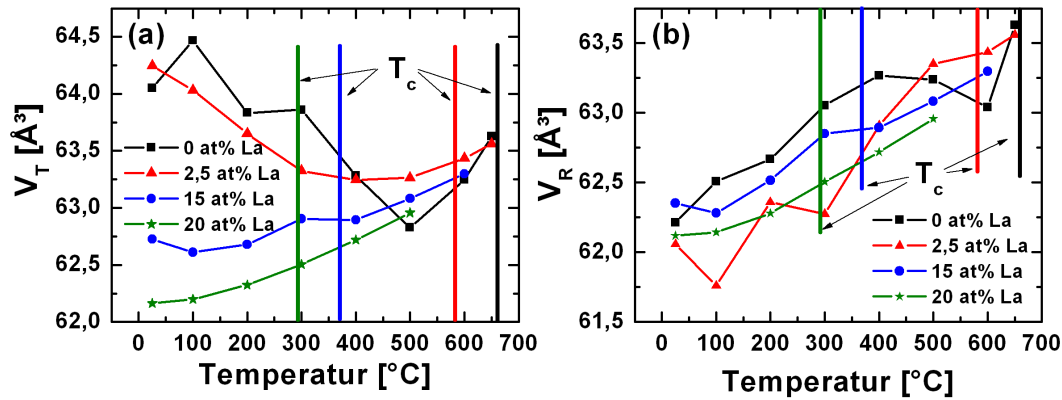 (a)
64,5
64,0
63,5
63,0
62,5
62,0
V_T [Å³]
T_c
0 at% La
2,5 at% La
15 at% La
20 at% La
0 100 200 300 400 500 600 700
Temperatur [°C]
(b)
63,5
63,0
62,5
62,0
61,5
V_R [Å³]
T_c
0 at% La
2,5 at% La
15 at% La
20 at% La
0 100 200 300 400 500 600 700
Temperatur [°C]